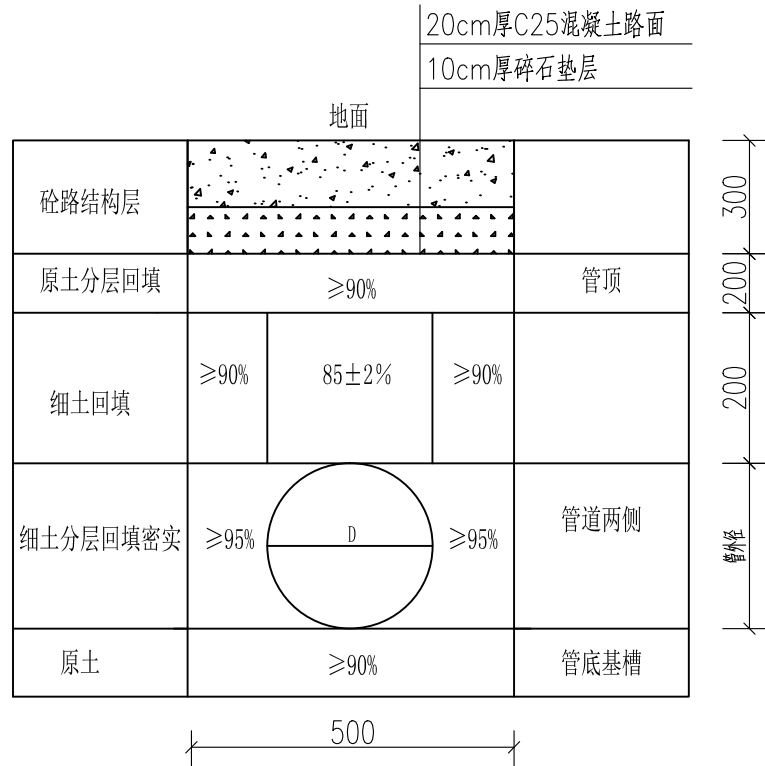 20cm厚C25混凝土路面
10cm厚碎石垫层
地面
砼路结构层
300
原土分层回填
≥90%
管顶
200
细土回填
≥90%
85±2%
≥90%
200
细土分层回填密实
≥95%
D
≥95%
管道两侧
管外径
原土
≥90%
管底基槽
500